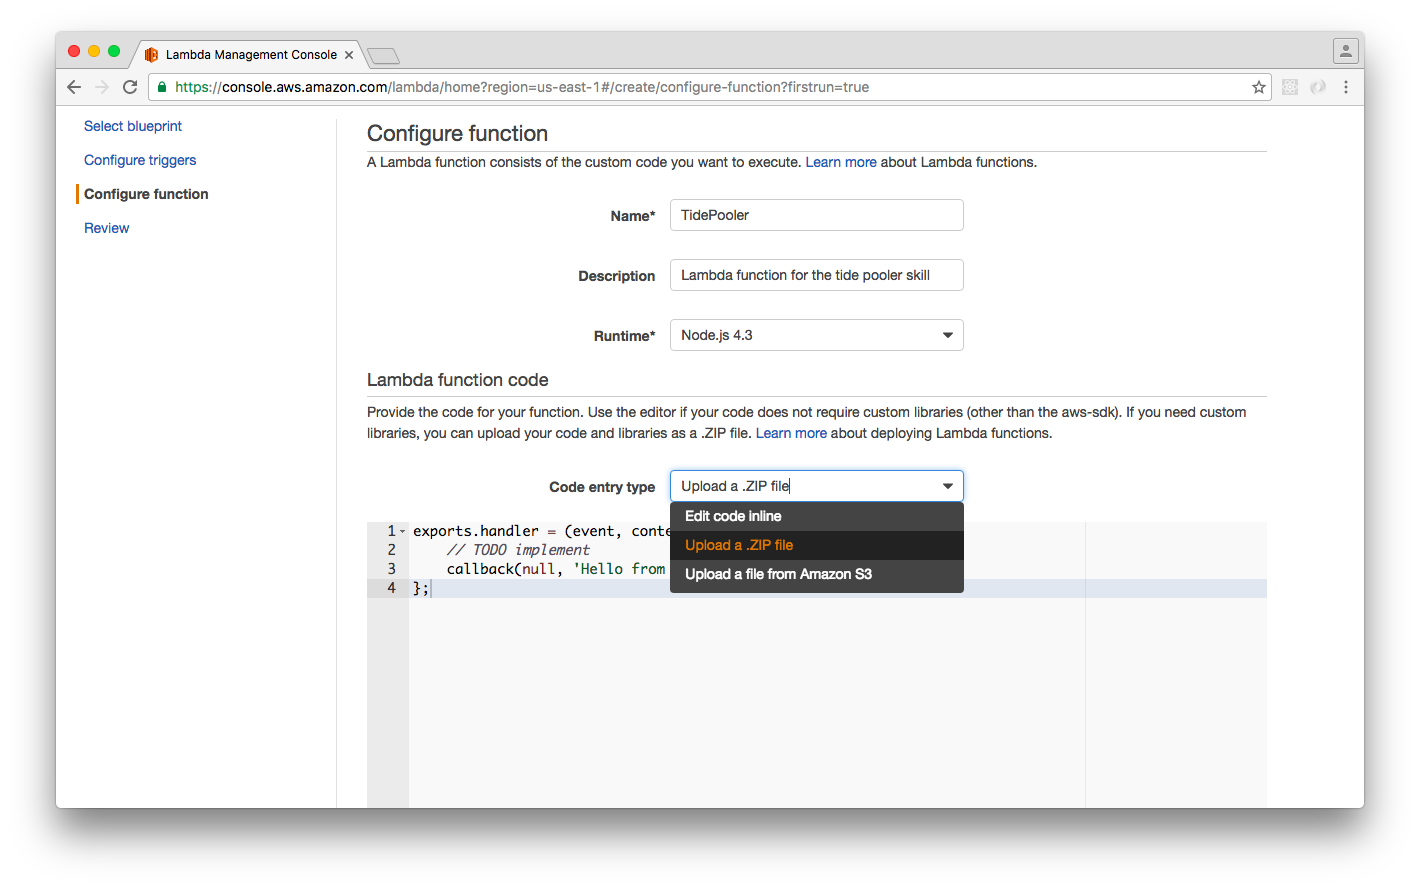 Lambda Management Console
https://console.aws.amazon.com/lambda/home?region=us-east-1#/create/configure-function?firstrun=true
Select blueprint
Configure triggers
Configure function
Review
Configure function
A Lambda function consists of the custom code you want to execute. Learn more about Lambda functions.
Name* TidePooler
Description Lambda function for the tide pooler skill
Runtime* Node.js 4.3
Lambda function code
Provide the code for your function. Use the editor if your code does not require custom libraries (other than the aws-sdk). If you need custom
libraries, you can upload your code and libraries as a .ZIP file. Learn more about deploying Lambda functions.
Code entry type Upload a .ZIP file
Edit code inline
Upload a .ZIP file
Upload a file from Amazon S3
1 exports.handler = (event, conte
2 // TODO implement
3 callback(null, 'Hello from
4 };